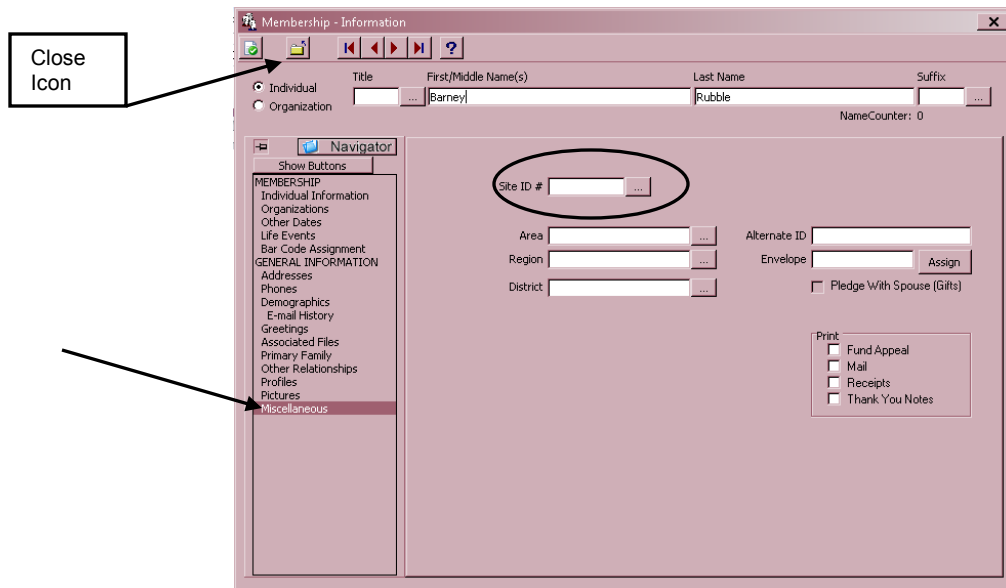 Close
Icon
Membership - Information
Title First/Middle Name(s) Last Name Suffix
Individual
Organization
... Barney Rubble ...
NameCounter: 0
Navigator
Show Buttons
MEMBERSHIP
Individual Information
Organizations
Other Dates
Life Events
Bar Code Assignment
GENERAL INFORMATION
Addresses
Phones
Demographics
E-mail History
Greetings
Associated Files
Primary Family
Other Relationships
Profiles
Pictures
Miscellaneous
Site ID # ...
Area ... Alternate ID
Region ... Envelope Assign
District ... Pledge With Spouse (Gifts)
Print
Fund Appeal
Mail
Receipts
Thank You Notes